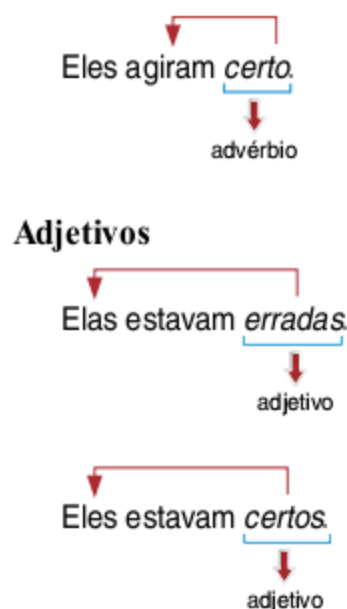 Eles agiram certo.
advérbio
Adjetivos
Elas estavam erradas.
adjetivo
Eles estavam certos.
adjetivo